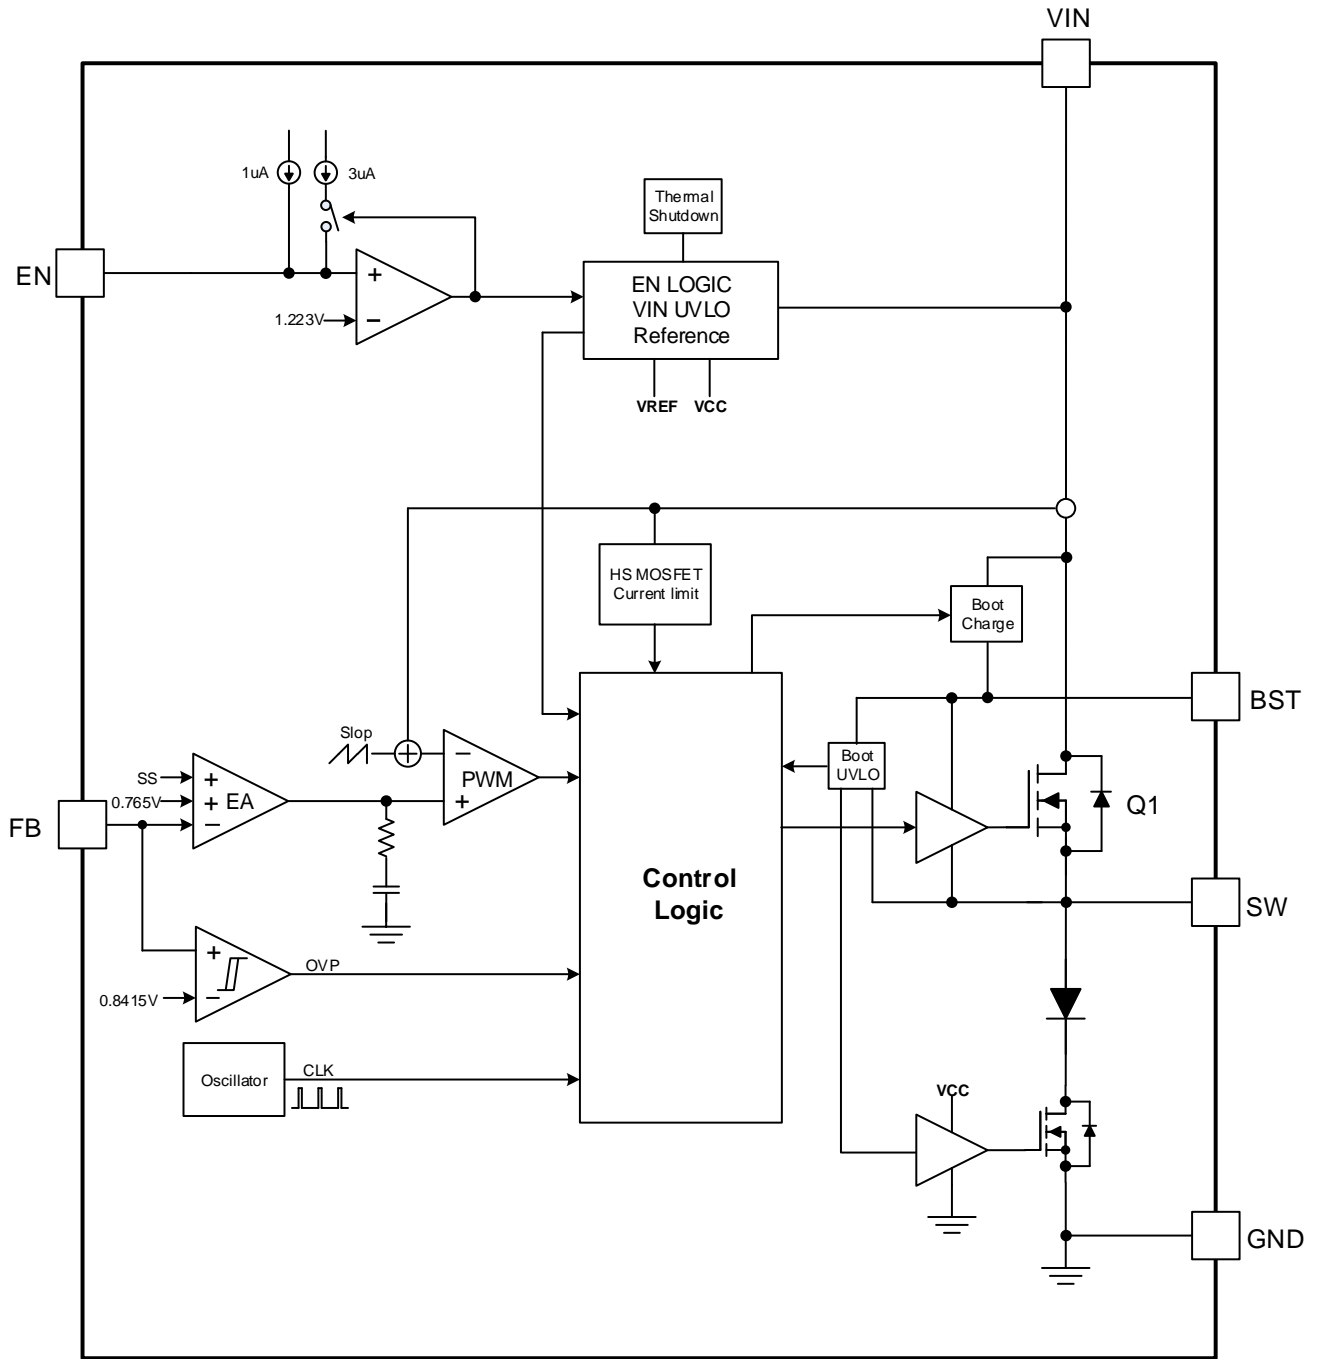 VIN
1uA
3uA
Thermal
Shutdown
EN
+
1.223V
−
EN LOGIC
VIN UVLO
Reference
VREF
VCC
HS MOSFET
Current limit
Boot
Charge
BST
Slop
+
−
PWM
+
Boot
UVLO
SS
+
0.765V
+
EA
−
FB
Q1
Control
Logic
SW
+
OVP
0.8415V
−
Oscillator
CLK
VCC
GND